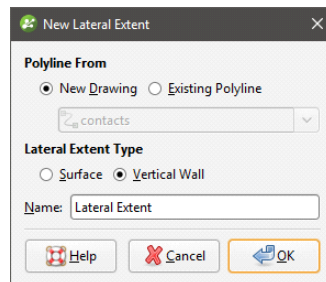 New Lateral Extent
Polyline From
New Drawing Existing Polyline
contacts
Lateral Extent Type
Surface Vertical Wall
Name: Lateral Extent
Help Cancel OK